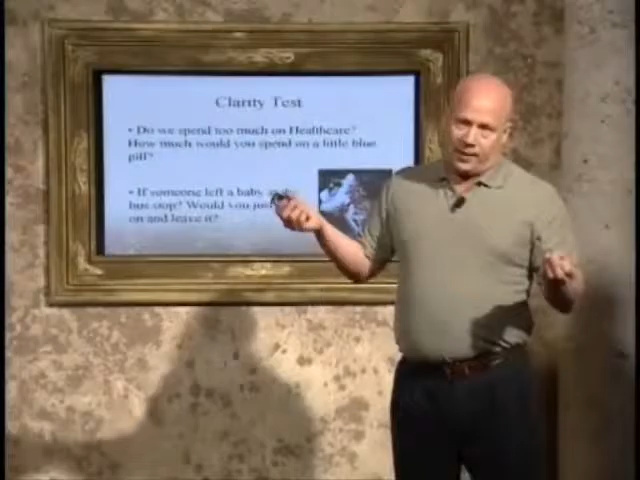 Clarity Test
• Do we spend too much on Healthcare?
How much would you spend on a little blue
pill?
• If someone left a baby
bus stop? Would you jus
on and leave it?